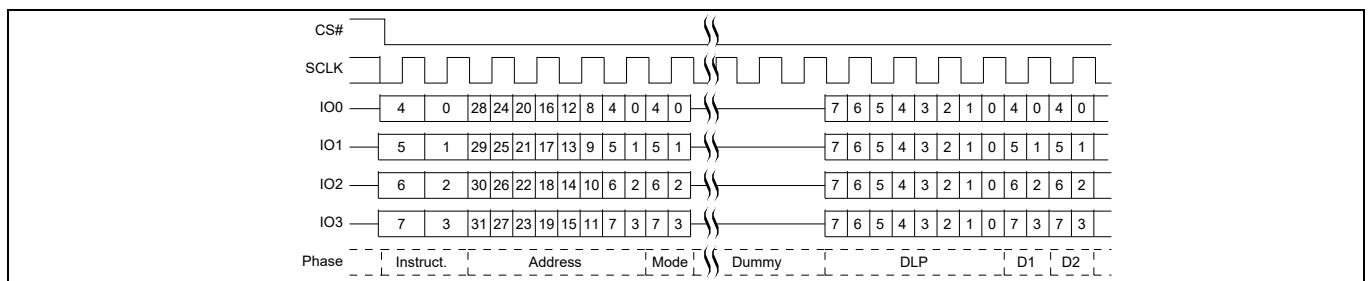 CS#
SCLK
IO0 4 0 28 24 20 16 12 8 4 0 4 0 7 6 5 4 3 2 1 0 4 0 4 0
IO1 5 1 29 25 21 17 13 9 5 1 5 1 7 6 5 4 3 2 1 0 5 1 5 1
IO2 6 2 30 26 22 18 14 10 6 2 6 2 7 6 5 4 3 2 1 0 6 2 6 2
IO3 7 3 31 27 23 19 15 11 7 3 7 3 7 6 5 4 3 2 1 0 7 3 7 3
Phase Instruct. Address Mode Dummy DLP D1 D2